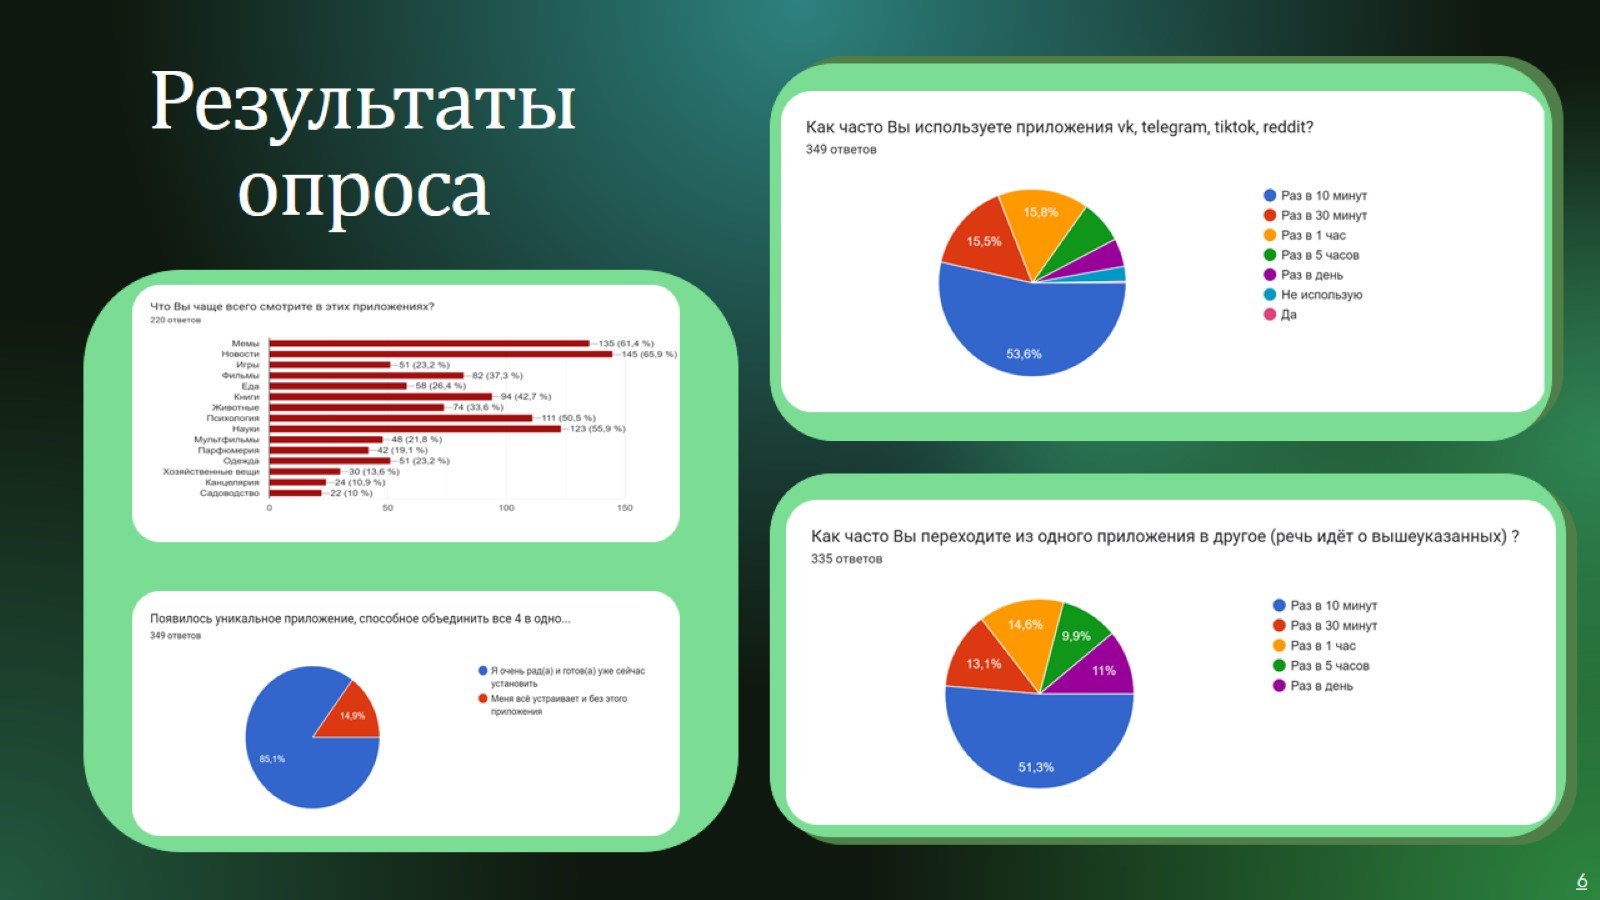 Результаты
опроса
Что Вы чаще всего смотрите в этих приложениях?
220 ответов
Мемы 135 (61,4 %)
Новости 145 (65,9 %)
Игры 51 (23,2 %)
Фильмы 82 (37,3 %)
Еда 58 (26,4 %)
Книги 94 (42,7 %)
Животные 74 (33,6 %)
Психология 111 (50,5 %)
Науки 123 (55,9 %)
Мультфильмы 48 (21,8 %)
Парфюмерия 42 (19,1 %)
Одежда 51 (23,2 %)
Хозяйственные вещи 30 (13,6 %)
Канцелярия 24 (10,9 %)
Садоводство 22 (10 %)
0 50 100 150
Появилось уникальное приложение, способное объединить все 4 в одно...
349 ответов
Я очень рад(а) и готов(а) уже сейчас
установить
Меня всё устраивает и без этого
приложения
14,9%
85,1%
Как часто Вы используете приложения vk, telegram, tiktok, reddit?
349 ответов
Раз в 10 минут
Раз в 30 минут
Раз в 1 час
Раз в 5 часов
Раз в день
Не использую
Да
15,8%
15,5%
53,6%
Как часто Вы переходите из одного приложения в другое (речь идёт о вышеуказанных) ?
335 ответов
Раз в 10 минут
Раз в 30 минут
Раз в 1 час
Раз в 5 часов
Раз в день
14,6%
9,9%
13,1%
11%
51,3%
6